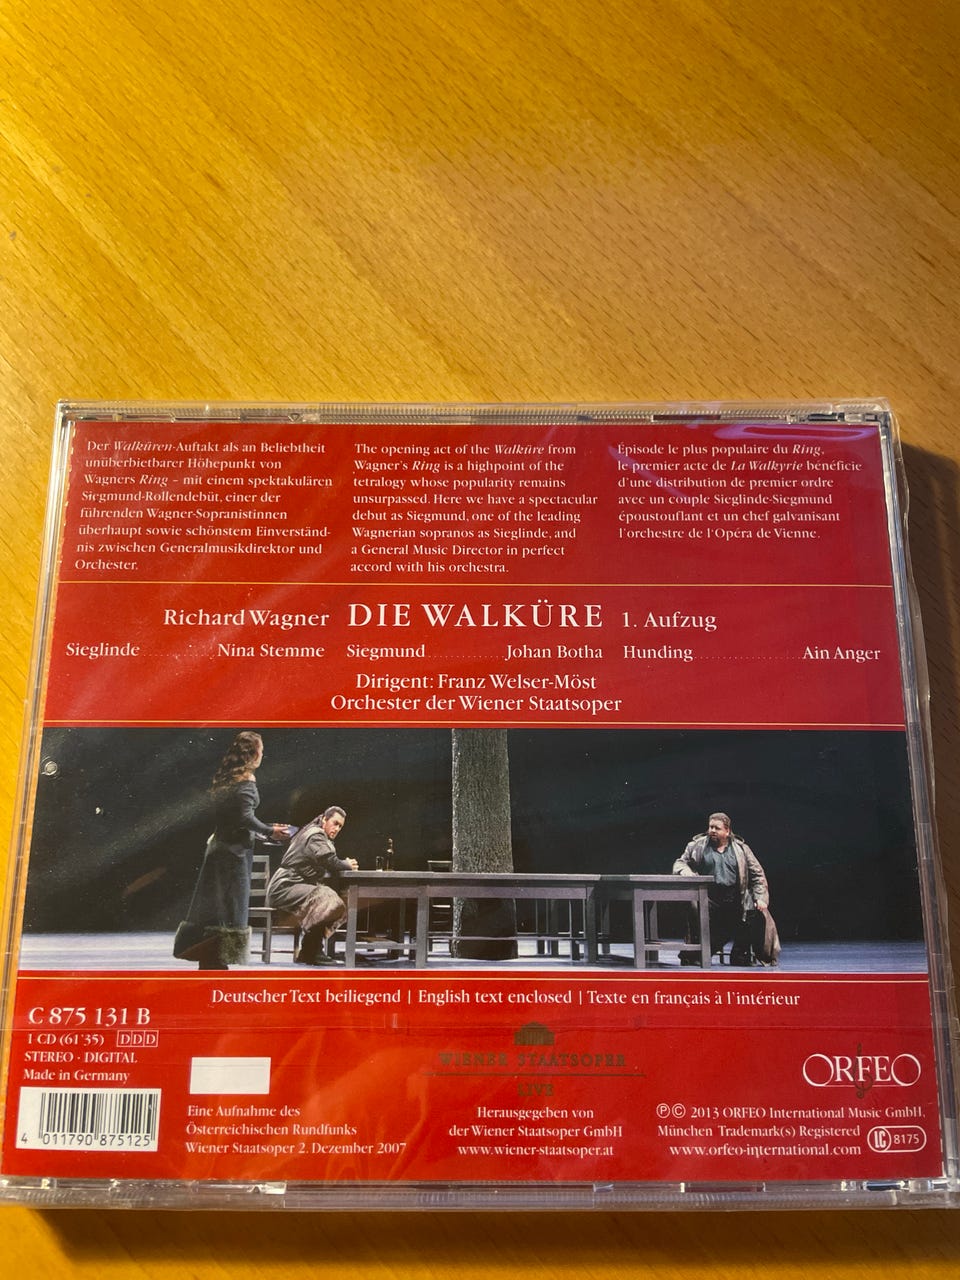 Der Walküren-Auftakt als an Beliebtheit
unüberbietbarer Höhepunkt von
Wagners Ring – mit einem spektakulären
Siegmund-Rollendebüt, einer der
führenden Wagner-Sopranistinnen
überhaupt sowie schönstem Einverständ-
nis zwischen Generalmusikdirektor und
Orchester.
The opening act of the Walküre from
Wagner's Ring is a highpoint of the
tetralogy whose popularity remains
unsurpassed. Here we have a spectacular
debut as Siegmund, one of the leading
Wagnerian sopranos as Sieglinde, and
a General Music Director in perfect
accord with his orchestra.
Épisode le plus populaire du Ring,
le premier acte de La Walkyrie bénéficie
d'une distribution de premier ordre
avec un couple Sieglinde-Siegmund
époustouflant et un chef galvanisant
l'orchestre de l'Opéra de Vienne.
Richard Wagner DIE WALKÜRE 1. Aufzug
Sieglinde Nina Stemme Siegmund Johan Botha Hunding Ain Anger
Dirigent: Franz Welser-Möst
Orchester der Wiener Staatsoper
Deutscher Text beiliegend | English text enclosed | Texte en français à l'intérieur
C 875 131 B
1 CD (61'35) DDD
STEREO · DIGITAL
Made in Germany
4 011790 875125
Eine Aufnahme des
Österreichischen Rundfunks
Wiener Staatsoper 2. Dezember 2007
WIENER STAATSOPER
LIVE
Herausgegeben von
der Wiener Staatsoper GmbH
www.wiener-staatsoper.at
ORFEO
℗© 2013 ORFEO International Music GmbH,
München Trademark(s) Registered
www.orfeo-international.com
LC 8175